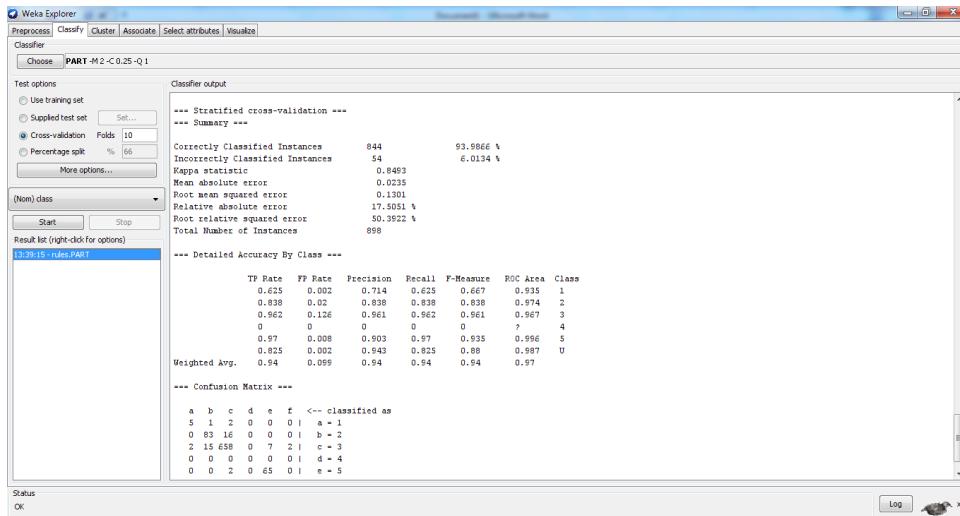 Weka Explorer
Preprocess Classify Cluster Associate Select attributes Visualize
Classifier
Choose PART -M 2 -C 0.25 -Q 1
Test options
Use training set
Supplied test set Set...
Cross-validation Folds 10
Percentage split % 66
More options...
(Nom) class
Start Stop
Result list (right-click for options)
13:39:15 - rules.PART
Classifier output
=== Stratified cross-validation ===
=== Summary ===
Correctly Classified Instances 844 93.9866 %
Incorrectly Classified Instances 54 6.0134 %
Kappa statistic 0.8493
Mean absolute error 0.0235
Root mean squared error 0.1301
Relative absolute error 17.5051 %
Root relative squared error 50.3922 %
Total Number of Instances 898
=== Detailed Accuracy By Class ===
TP Rate FP Rate Precision Recall F-Measure ROC Area Class
0.625 0.002 0.714 0.625 0.667 0.935 1
0.838 0.02 0.838 0.838 0.838 0.974 2
0.962 0.126 0.961 0.962 0.961 0.967 3
0 0 0 0 0 ? 4
0.97 0.008 0.903 0.97 0.935 0.996 5
0.825 0.002 0.943 0.825 0.88 0.987 U
Weighted Avg. 0.94 0.099 0.94 0.94 0.94 0.97
=== Confusion Matrix ===
a b c d e f <-- classified as
5 1 2 0 0 0 | a = 1
0 83 16 0 0 0 | b = 2
2 15 658 0 7 2 | c = 3
0 0 0 0 0 0 | d = 4
0 0 2 0 65 0 | e = 5
Status
OK
Log
x